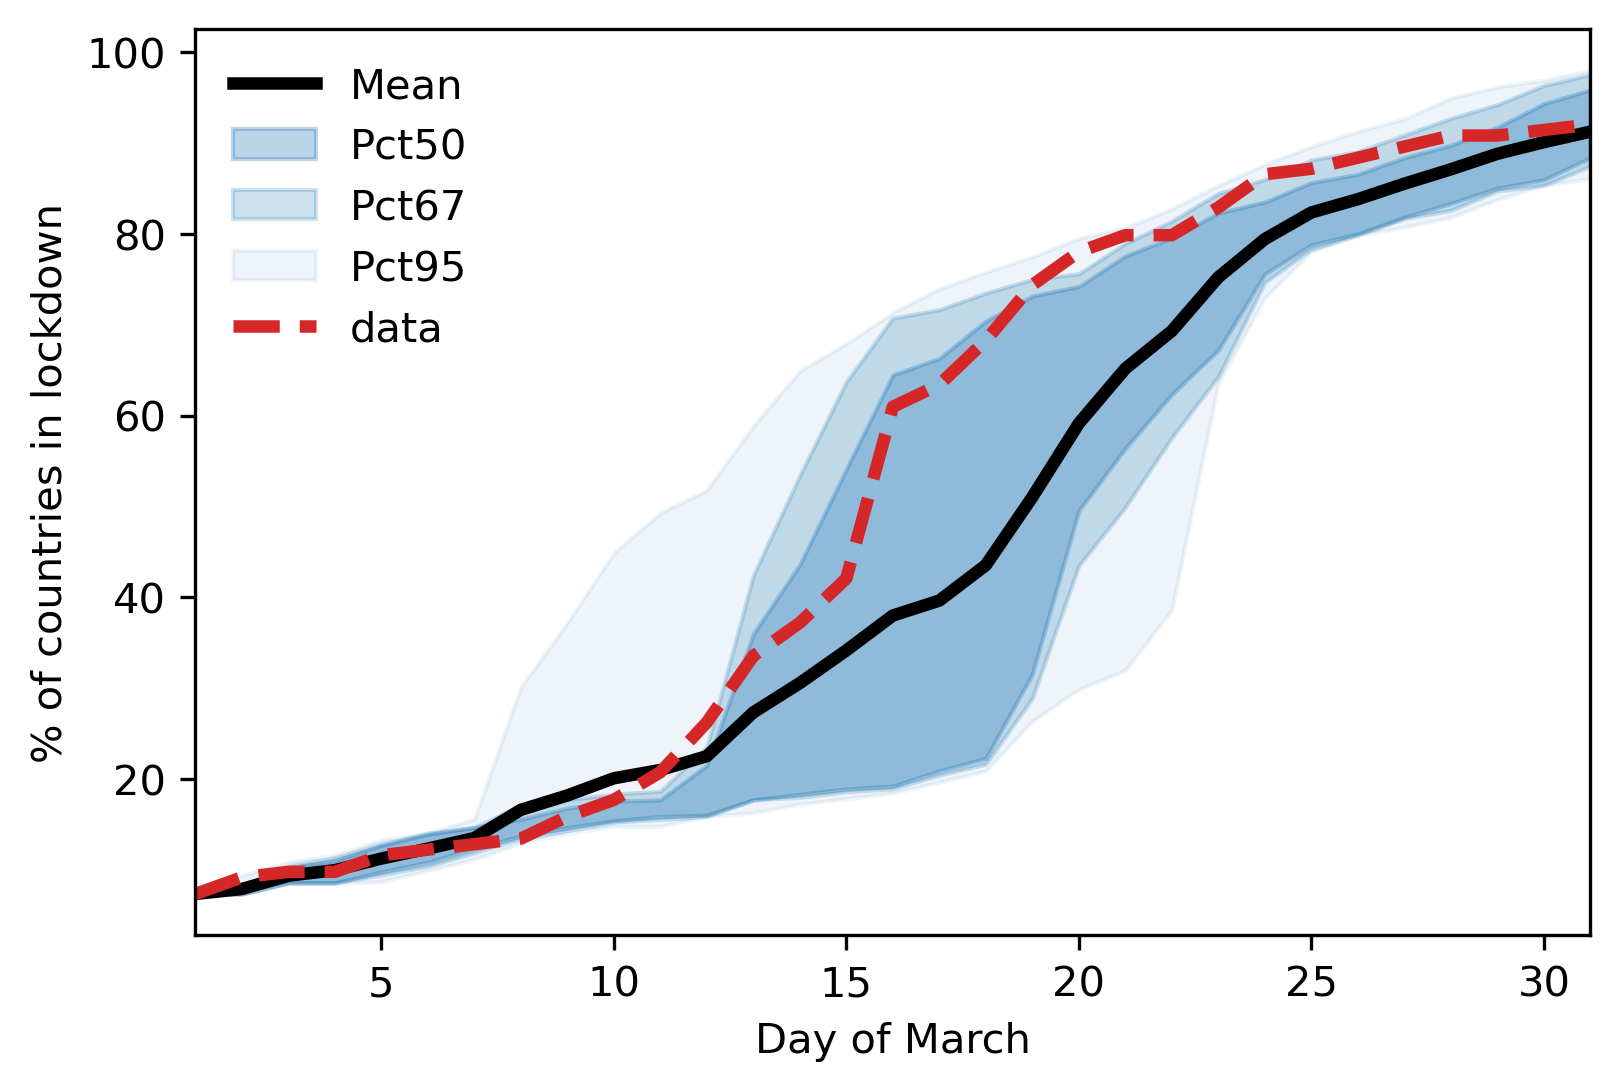 % of countries in lockdown
100
80
60
40
20
Mean
Pct50
Pct67
Pct95
data
5 10 15 20 25 30
Day of March